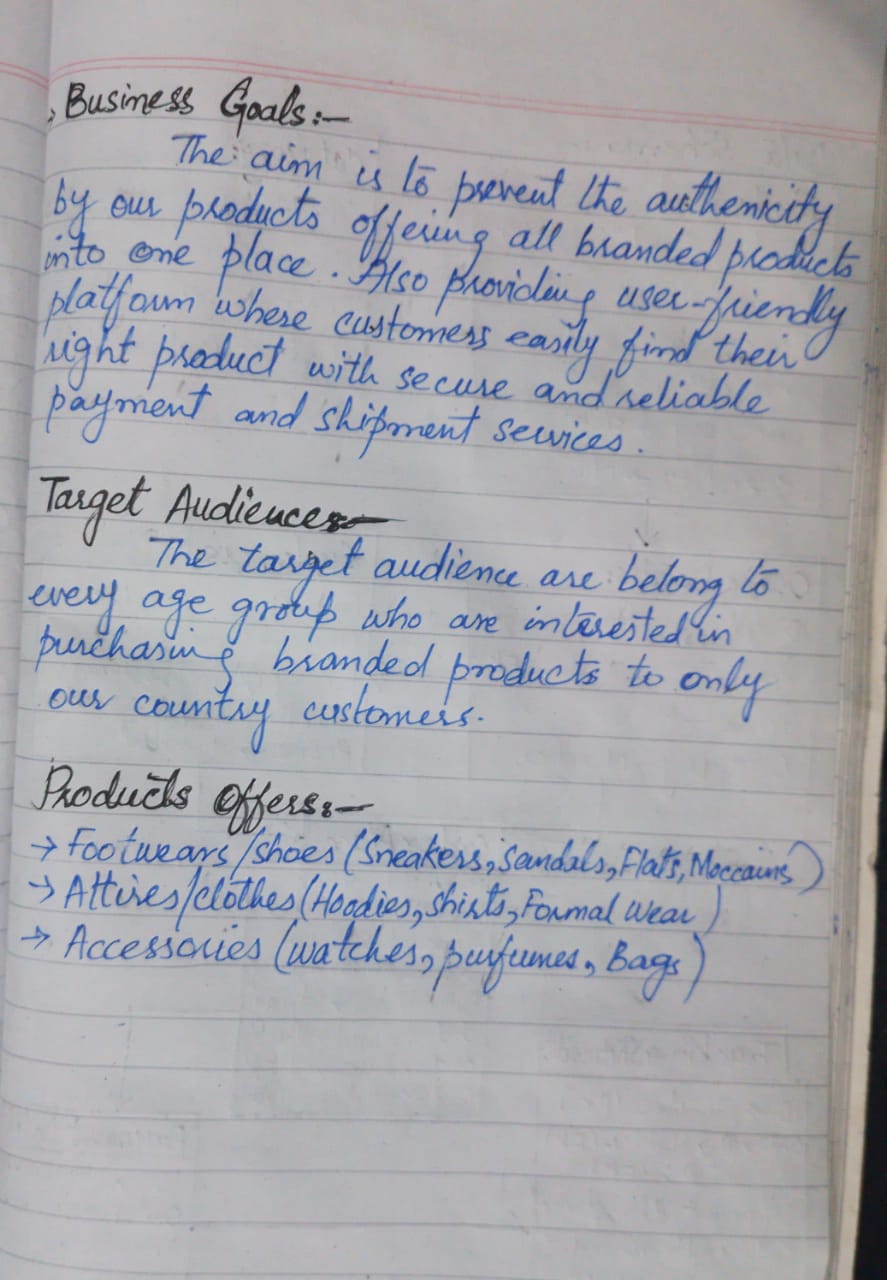 Business Goals:-
The aim is to prevent the authenicity
by our products offering all branded products
into one place. Also providing user-friendly
platform where customers easily find their
right product with secure and reliable
payment and shipment services.
Target Audience:-
The target audience are belong to
every age group who are interested in
purchasing branded products to only
our country customers.
Products Offers:-
→ Footwears/shoes (Sneakers, Sandals, Flats, Moccains)
→ Attires/clothes (Hoodies, shirts, Formal wear)
→ Accessories (watches, purfumes, Bags)